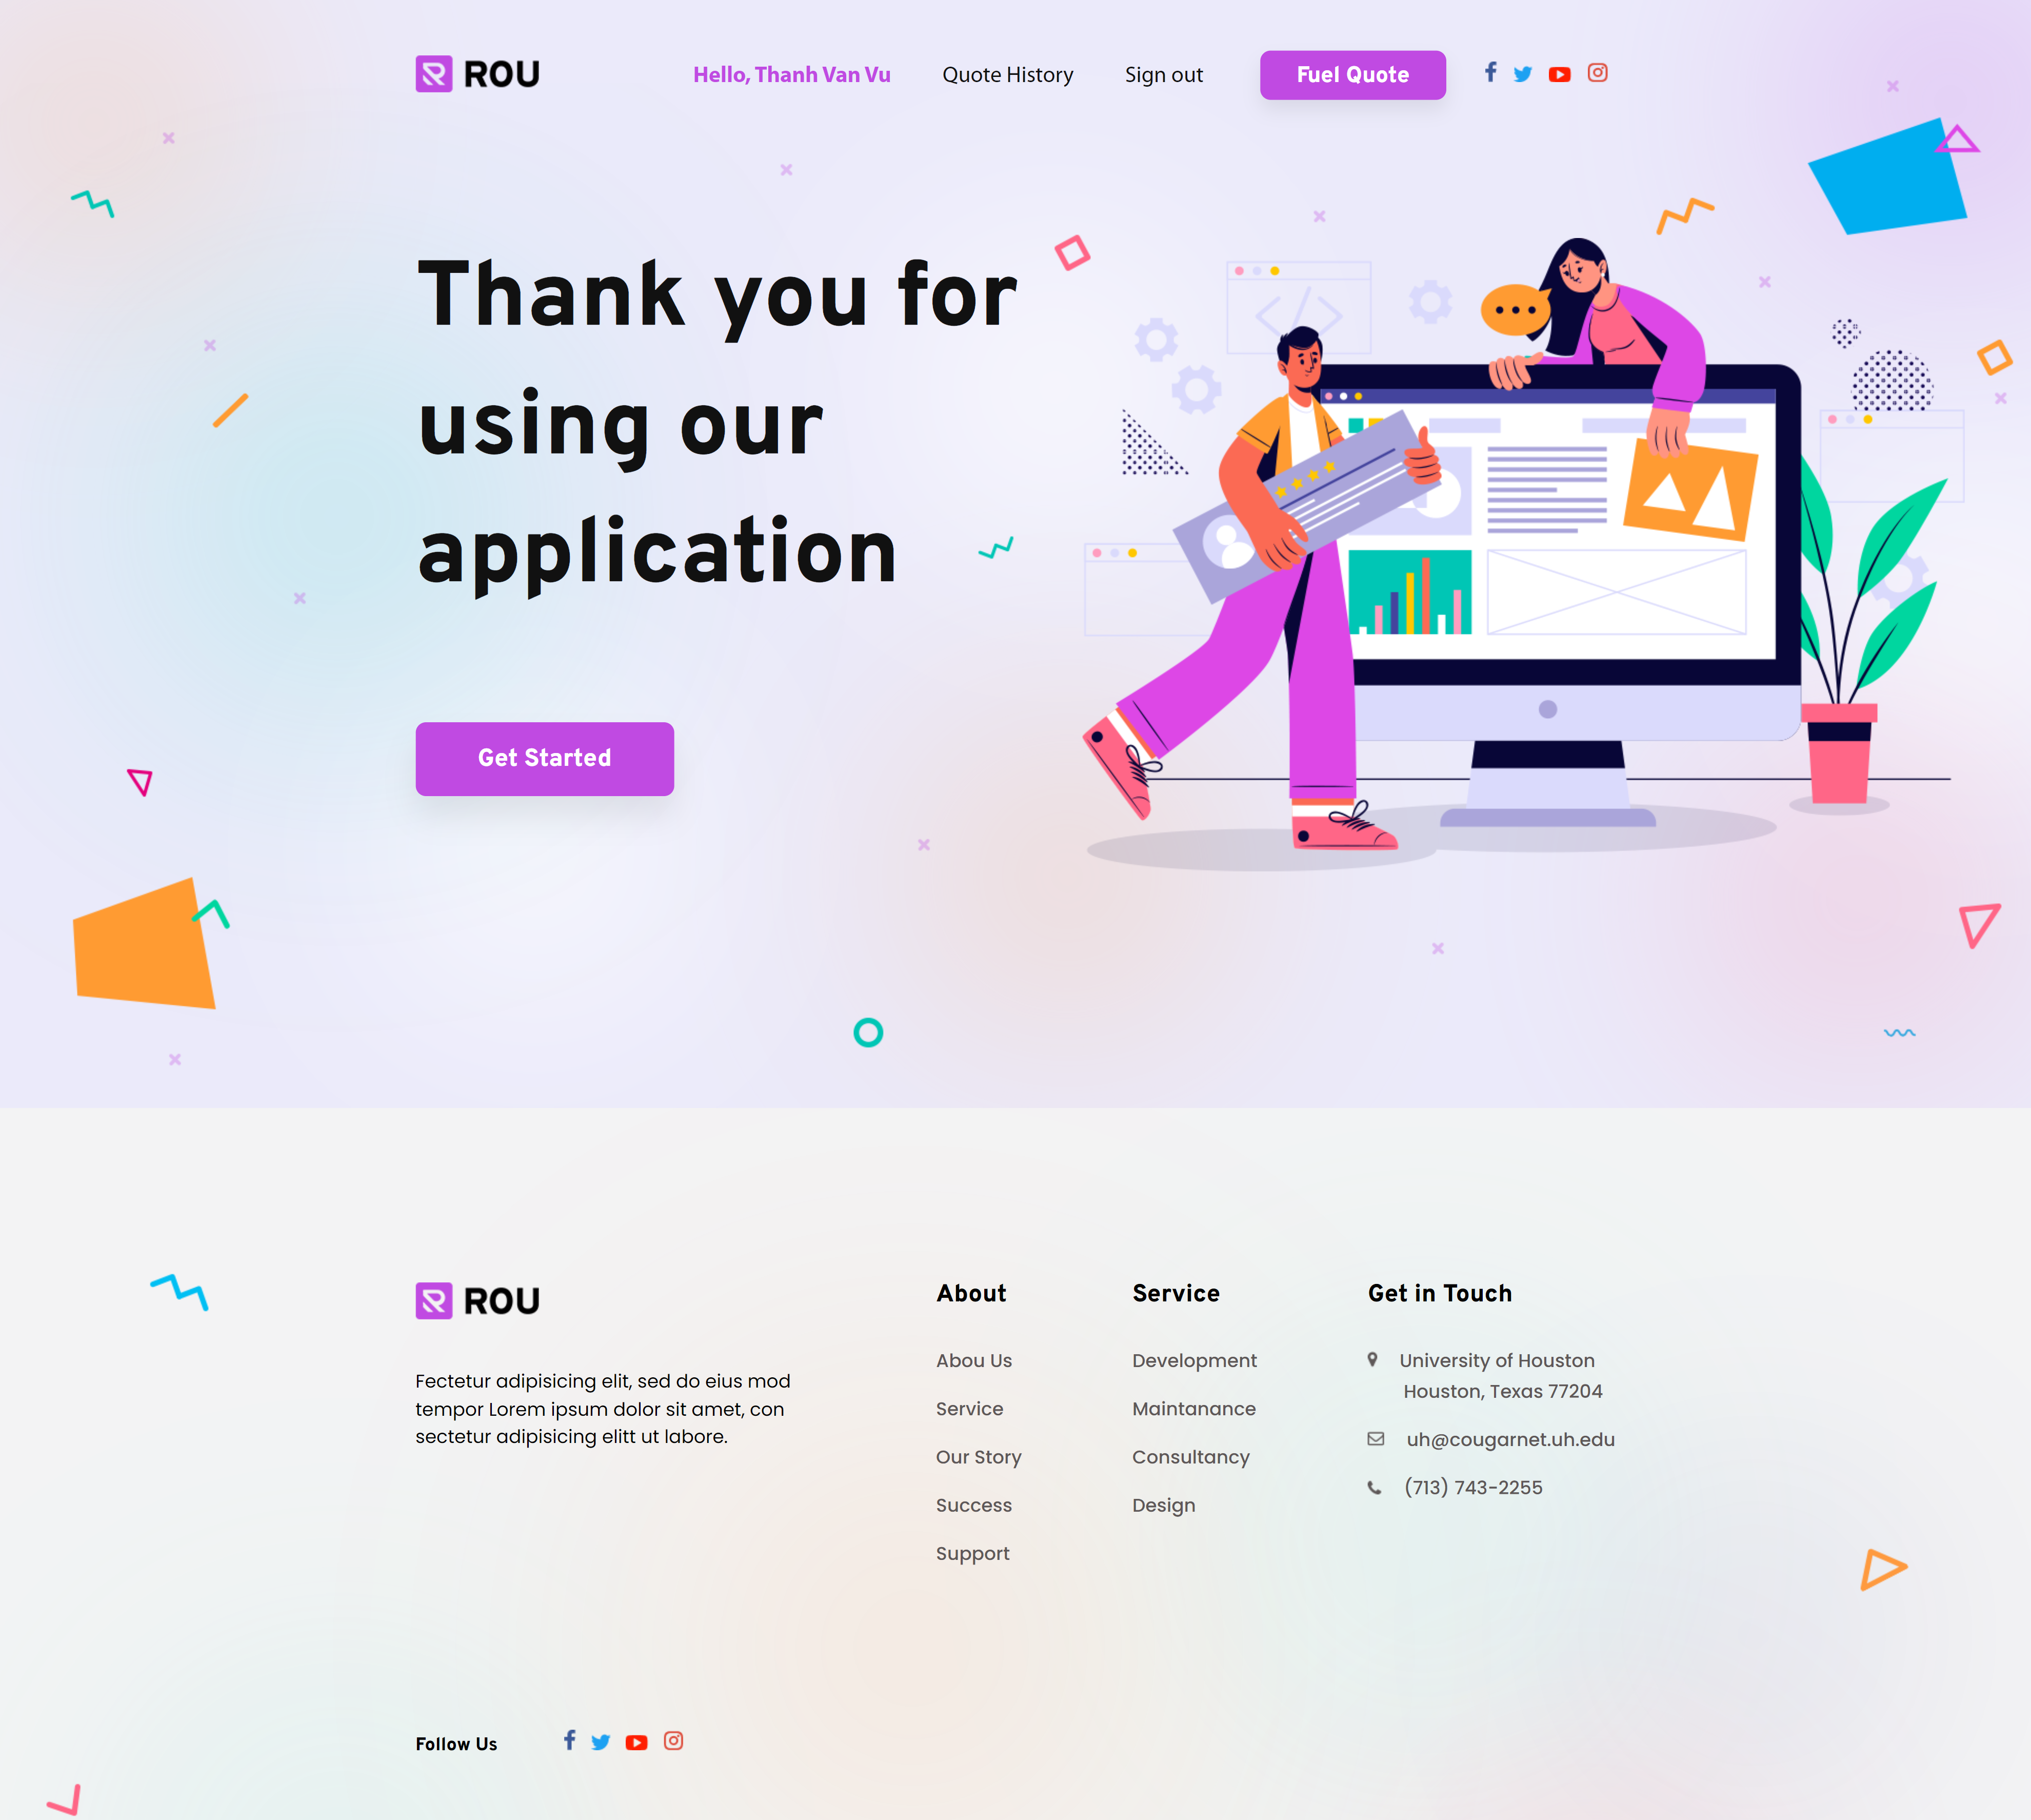 ROU
Hello, Thanh Van Vu
Quote History
Sign out
Fuel Quote
Thank you for
using our
application
Get Started
ROU
Fectetur adipisicing elit, sed do eius mod
tempor Lorem ipsum dolor sit amet, con
sectetur adipisicing elitt ut labore.
About
Abou Us
Service
Our Story
Success
Support
Service
Development
Maintanance
Consultancy
Design
Get in Touch
University of Houston
Houston, Texas 77204
uh@cougarnet.uh.edu
(713) 743-2255
Follow Us